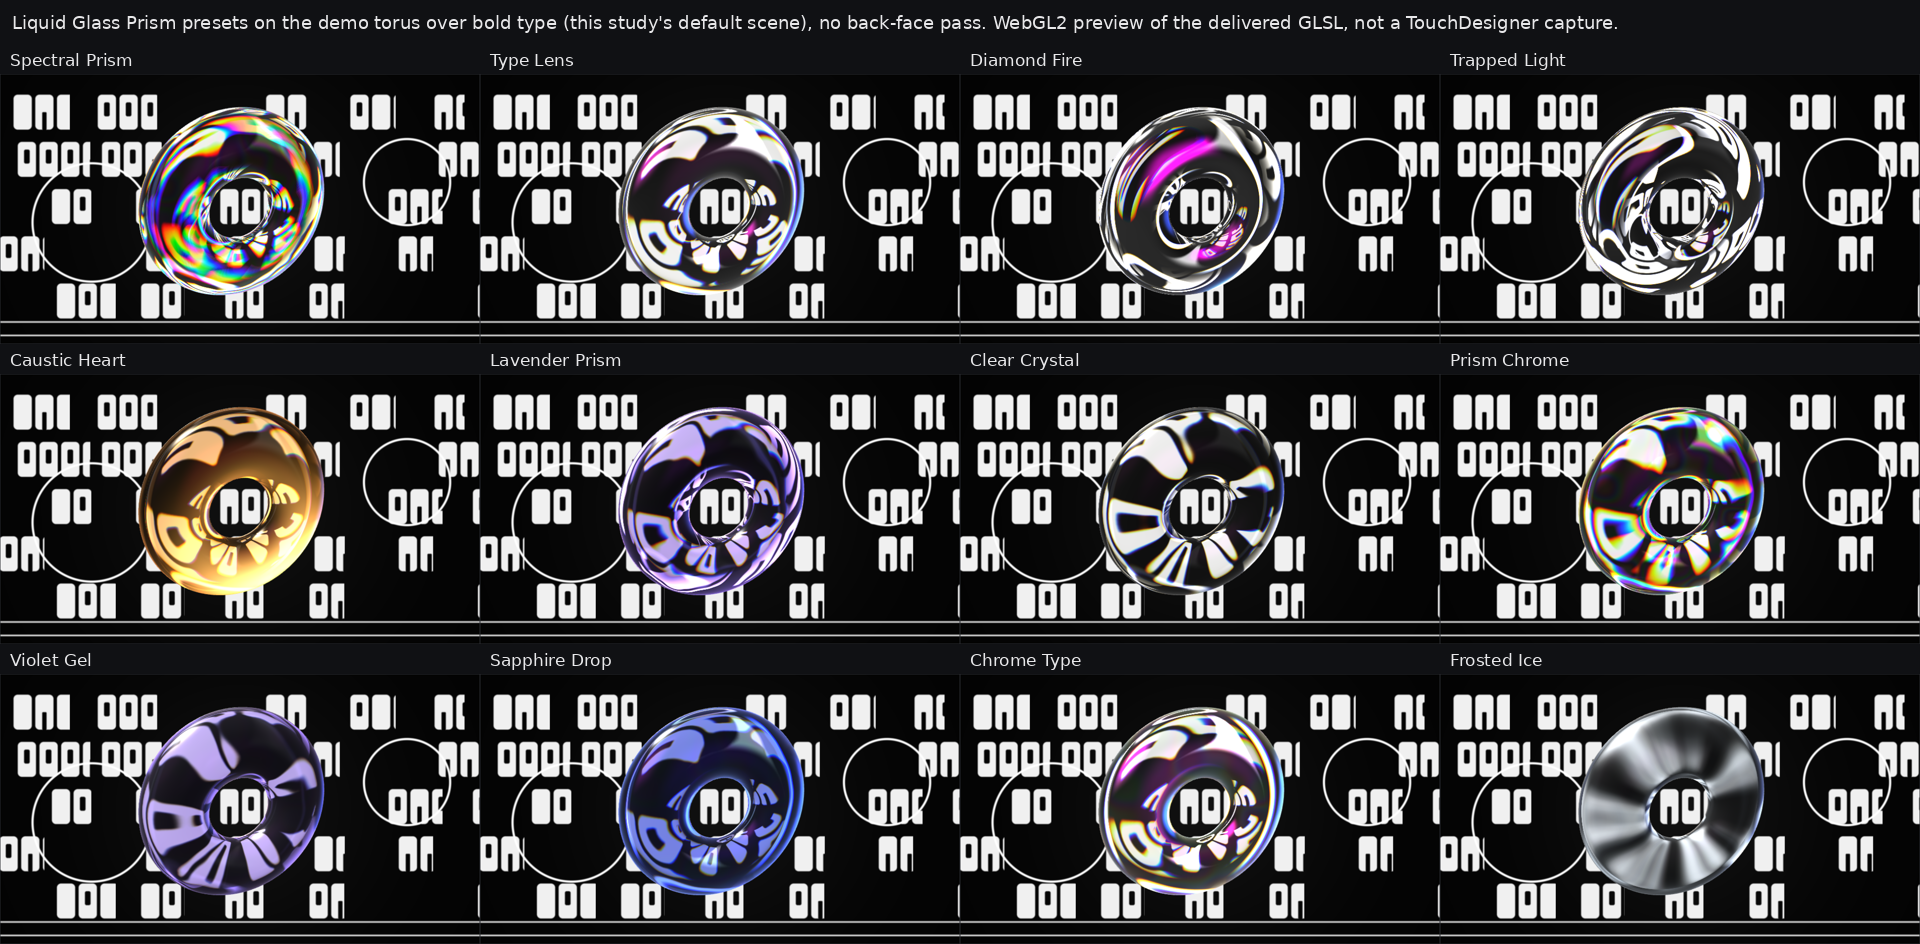 Liquid Glass Prism presets on the demo torus over bold type (this study's default scene), no back-face pass. WebGL2 preview of the delivered GLSL, not a TouchDesigner capture.
Spectral Prism
Type Lens
Diamond Fire
Trapped Light
Caustic Heart
Lavender Prism
Clear Crystal
Prism Chrome
Violet Gel
Sapphire Drop
Chrome Type
Frosted Ice